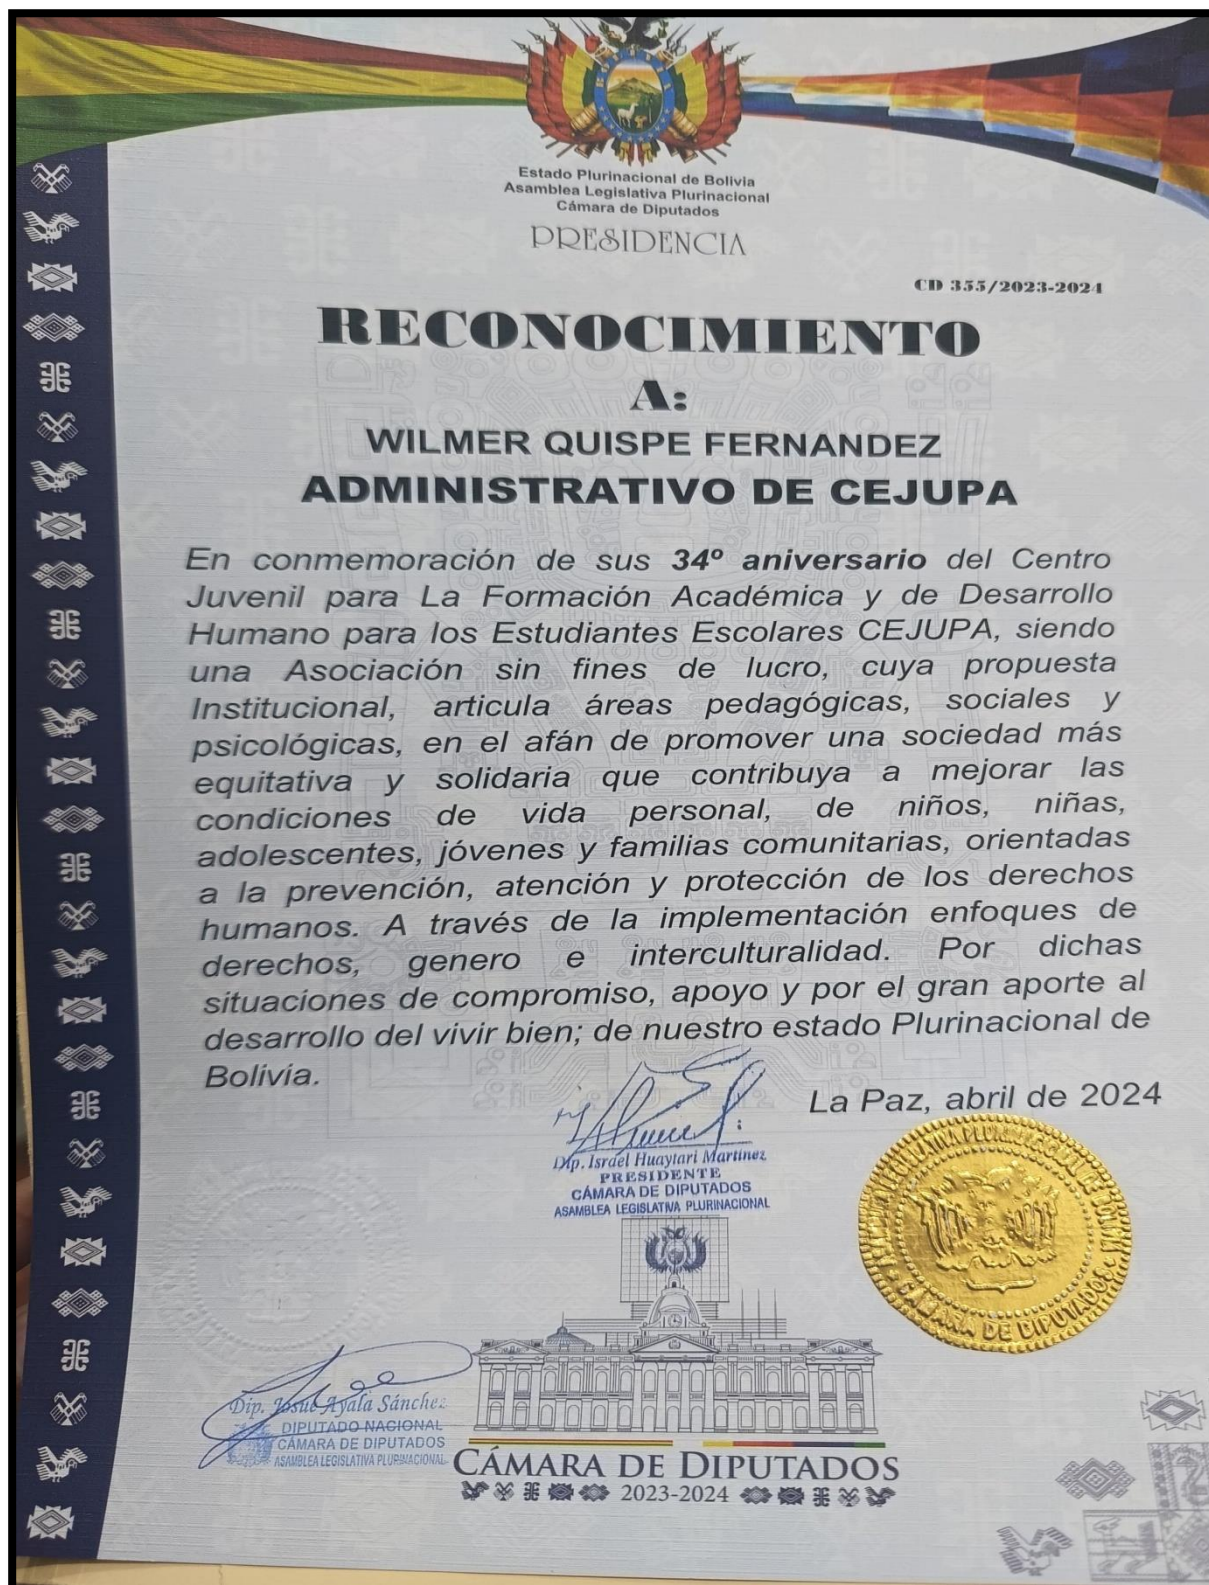 Estado Plurinacional de Bolivia
Asamblea Legislativa Plurinacional
Cámara de Diputados
PRESIDENCIA
CD 355/2023-2024
RECONOCIMIENTO
A:
WILMER QUISPE FERNANDEZ
ADMINISTRATIVO DE CEJUPA
En conmemoración de sus 34º aniversario del Centro
Juvenil para La Formación Académica y de Desarrollo
Humano para los Estudiantes Escolares CEJUPA, siendo
una Asociación sin fines de lucro, cuya propuesta
Institucional, articula áreas pedagógicas, sociales y
psicológicas, en el afán de promover una sociedad más
equitativa y solidaria que contribuya a mejorar las
condiciones de vida personal, de niños, niñas,
adolescentes, jóvenes y familias comunitarias, orientadas
a la prevención, atención y protección de los derechos
humanos. A través de la implementación enfoques de
derechos, genero e interculturalidad. Por dichas
situaciones de compromiso, apoyo y por el gran aporte al
desarrollo del vivir bien; de nuestro estado Plurinacional de
Bolivia.
La Paz, abril de 2024
Dip. Israel Huaytari Martínez
PRESIDENTE
CÁMARA DE DIPUTADOS
ASAMBLEA LEGISLATIVA PLURINACIONAL
ASAMBLEA LEGISLATIVA PLURINACIONAL DE BOLIVIA
CÁMARA DE DIPUTADOS
Dip. Josué Ayala Sánchez
DIPUTADO NACIONAL
CÁMARA DE DIPUTADOS
ASAMBLEA LEGISLATIVA PLURINACIONAL
CÁMARA DE DIPUTADOS
2023-2024